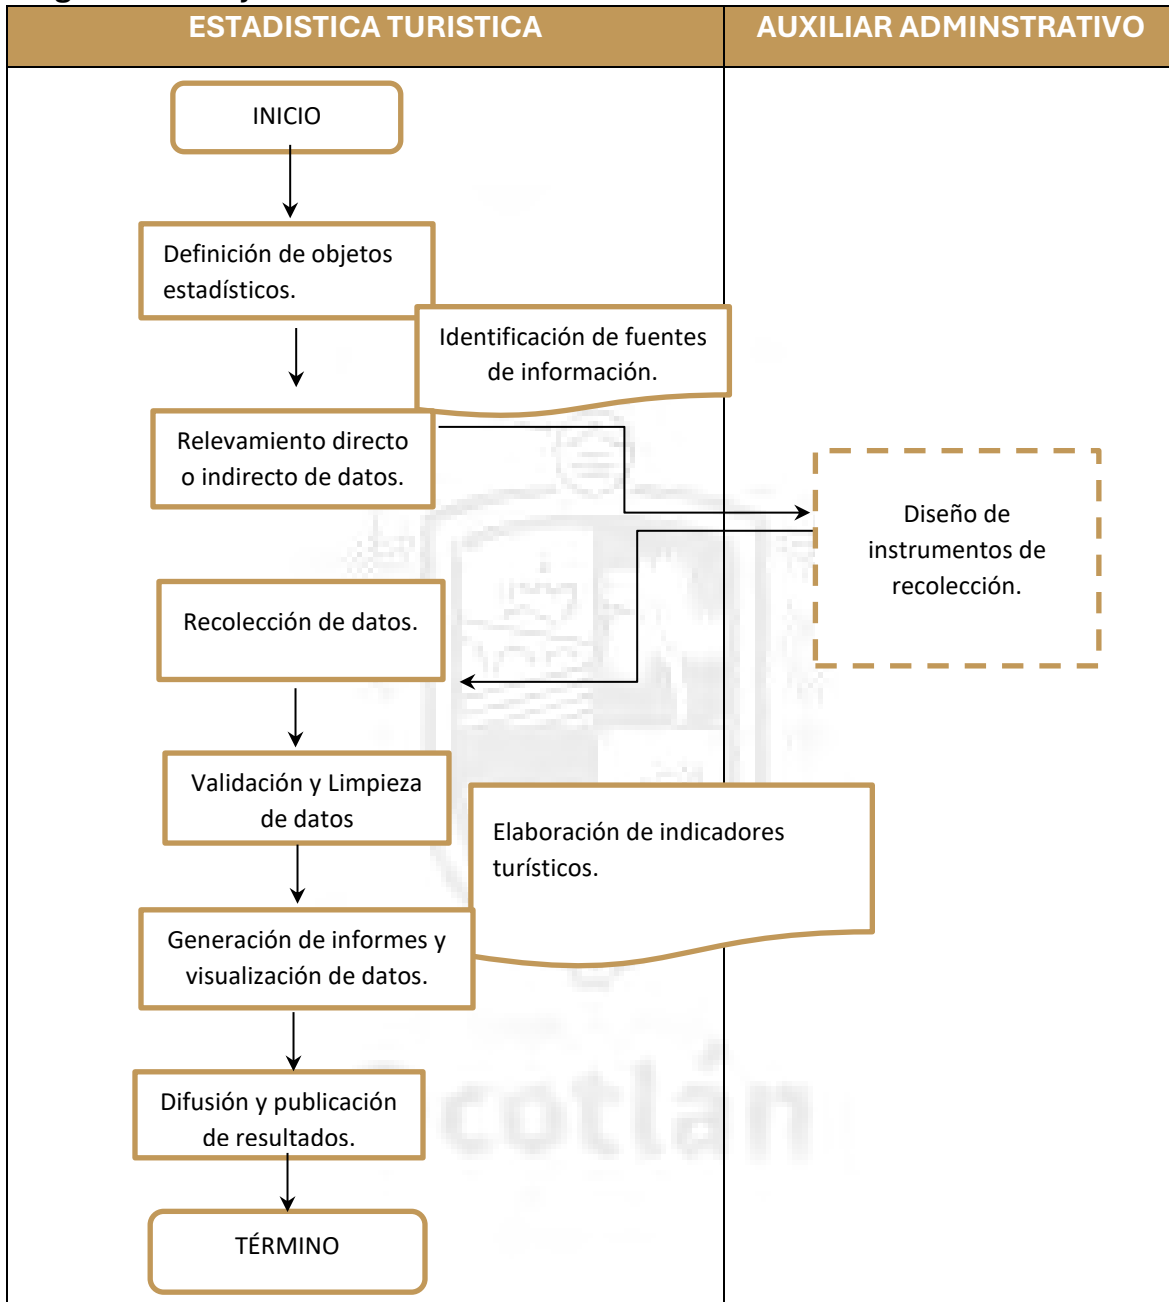 ESTADISTICA TURISTICA
AUXILIAR ADMINSTRATIVO
INICIO
Definición de objetos
estadísticos.
Identificación de fuentes
de información.
Relevamiento directo
o indirecto de datos.
Diseño de
instrumentos de
recolección.
Recolección de datos.
Validación y Limpieza
de datos
Elaboración de indicadores
turísticos.
Generación de informes y
visualización de datos.
Difusión y publicación
de resultados.
cotlán
TÉRMINO